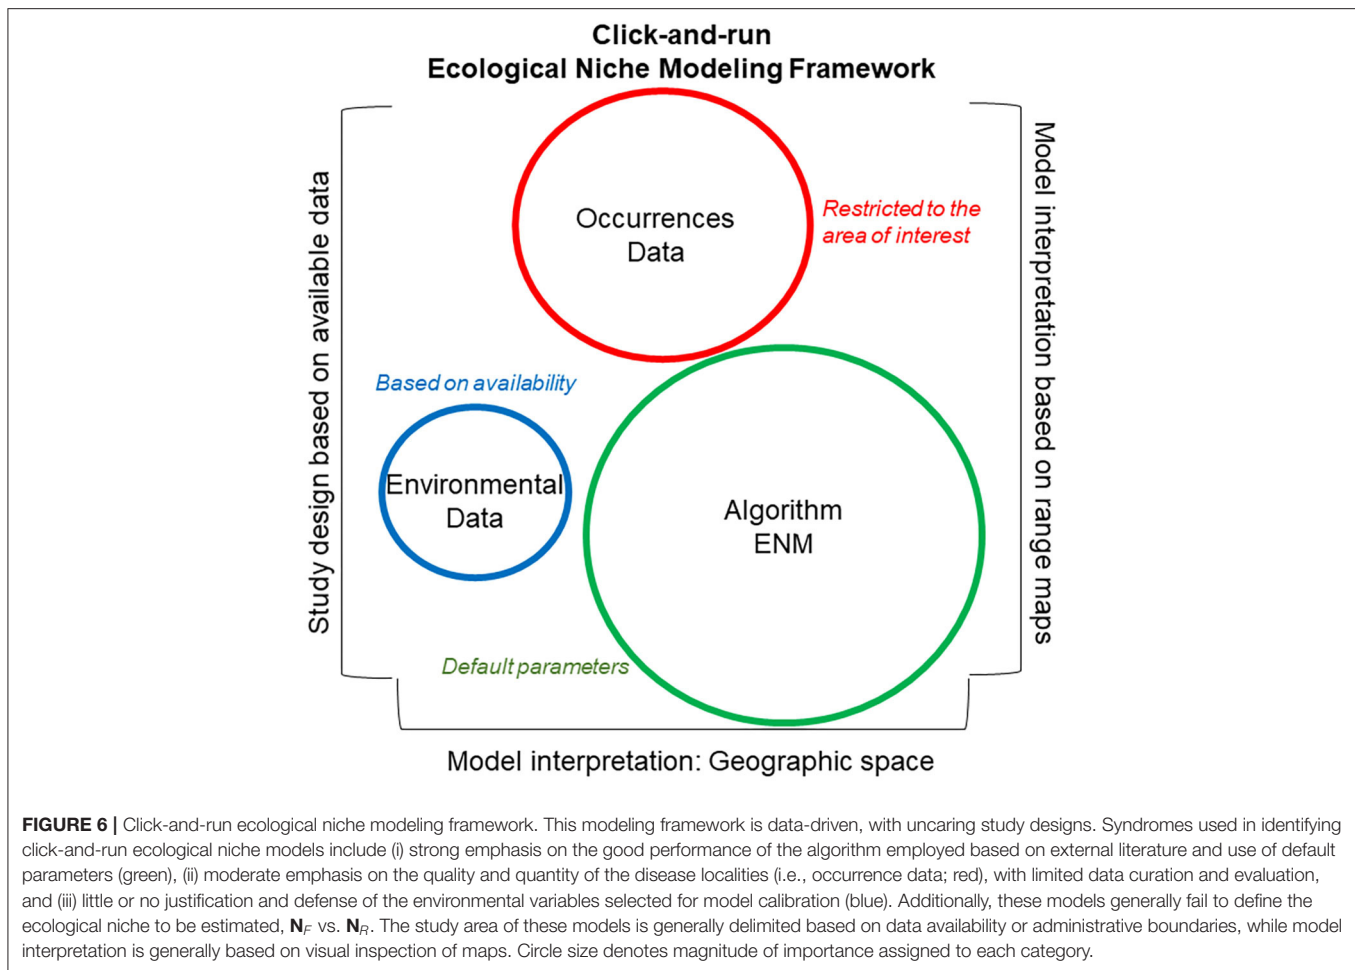 Click-and-run
Ecological Niche Modeling Framework
Study design based on available data
Occurrences
Data
Restricted to the
area of interest
Model interpretation based on range maps
Based on availability
Environmental
Data
Algorithm
ENM
Default parameters
Model interpretation: Geographic space
FIGURE 6 | Click-and-run ecological niche modeling framework. This modeling framework is data-driven, with uncaring study designs. Syndromes used in identifying
click-and-run ecological niche models include (i) strong emphasis on the good performance of the algorithm employed based on external literature and use of default
parameters (green), (ii) moderate emphasis on the quality and quantity of the disease localities (i.e., occurrence data; red), with limited data curation and evaluation,
and (iii) little or no justification and defense of the environmental variables selected for model calibration (blue). Additionally, these models generally fail to define the
ecological niche to be estimated, N_F vs. N_R. The study area of these models is generally delimited based on data availability or administrative boundaries, while model
interpretation is generally based on visual inspection of maps. Circle size denotes magnitude of importance assigned to each category.